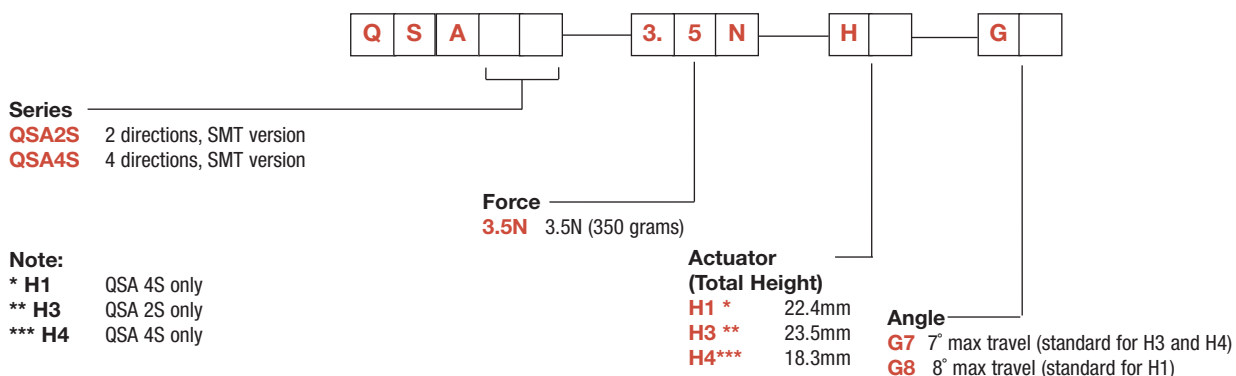 Q S A 3. 5 N H G
Series
QSA2S 2 directions, SMT version
QSA4S 4 directions, SMT version
Force
3.5N 3.5N (350 grams)
Note:
* H1 QSA 4S only
** H3 QSA 2S only
*** H4 QSA 4S only
Actuator
(Total Height)
H1 * 22.4mm
H3 ** 23.5mm
H4*** 18.3mm
Angle
G7 7° max travel (standard for H3 and H4)
G8 8° max travel (standard for H1)